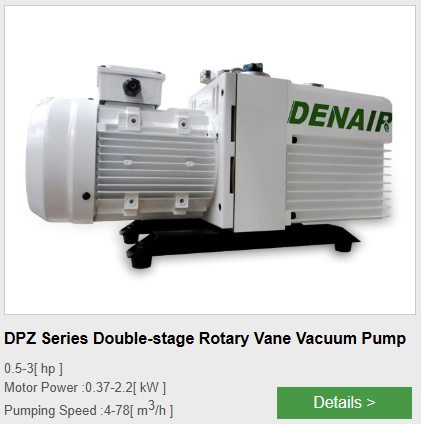 DENAIR
DPZ Series Double-stage Rotary Vane Vacuum Pump
0.5-3[ hp ]
Motor Power :0.37-2.2[ kW ]
Pumping Speed :4-78[ m3/h ]
Details >